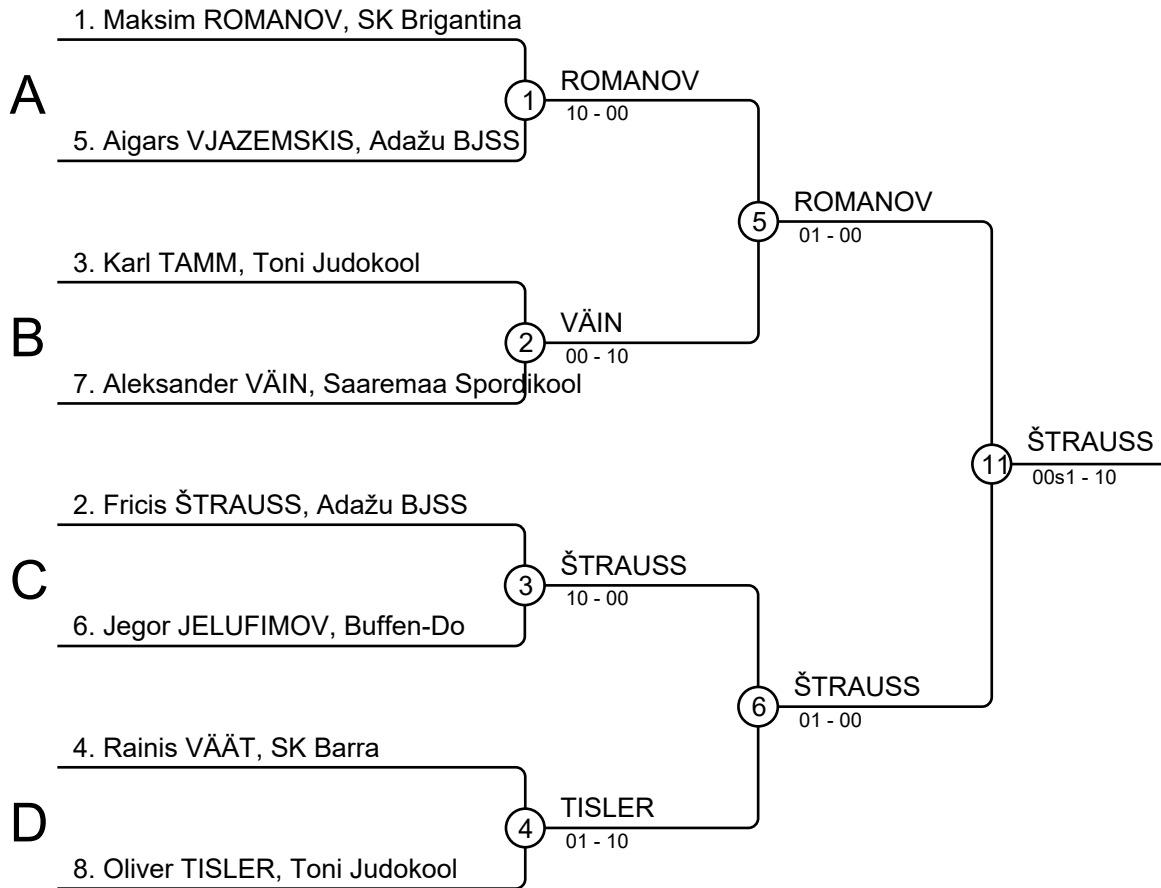 1. Maksim ROMANOV, SK Brigantina
A
1
ROMANOV
10 - 00
5. Aigars VJAZEMSKIS, Adažu BJSS
5
ROMANOV
01 - 00
3. Karl TAMM, Toni Judokool
B
2
VÄIN
00 - 10
7. Aleksander VÄIN, Saaremaa Spordikool
11
ŠTRAUSS
00s1 - 10
2. Fricis ŠTRAUSS, Adažu BJSS
C
3
ŠTRAUSS
10 - 00
6. Jegor JELUFIMOV, Buffen-Do
6
ŠTRAUSS
01 - 00
4. Rainis VÄÄT, SK Barra
D
4
TISLER
01 - 10
8. Oliver TISLER, Toni Judokool